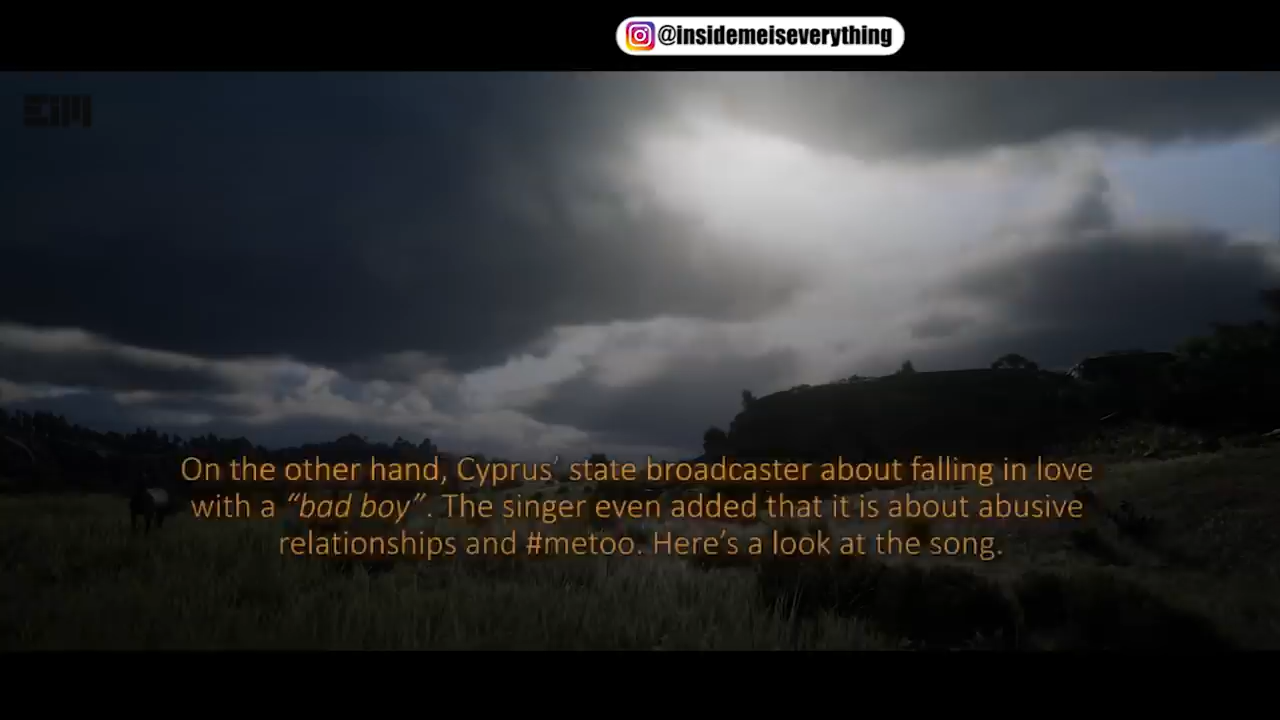 @insidemeiseverything
On the other hand, Cyprus’ state broadcaster about falling in love
with a “bad boy”. The singer even added that it is about abusive
relationships and #metoo. Here’s a look at the song.